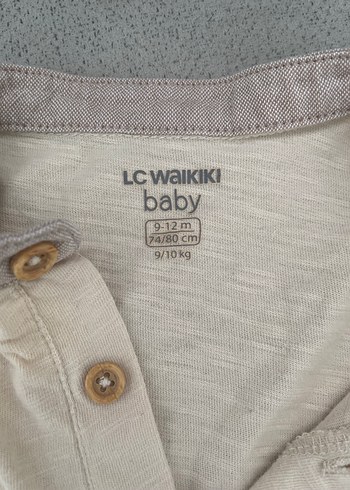 LC WAIKIKI
baby
9-12 m
74/80 cm
9/10 kg